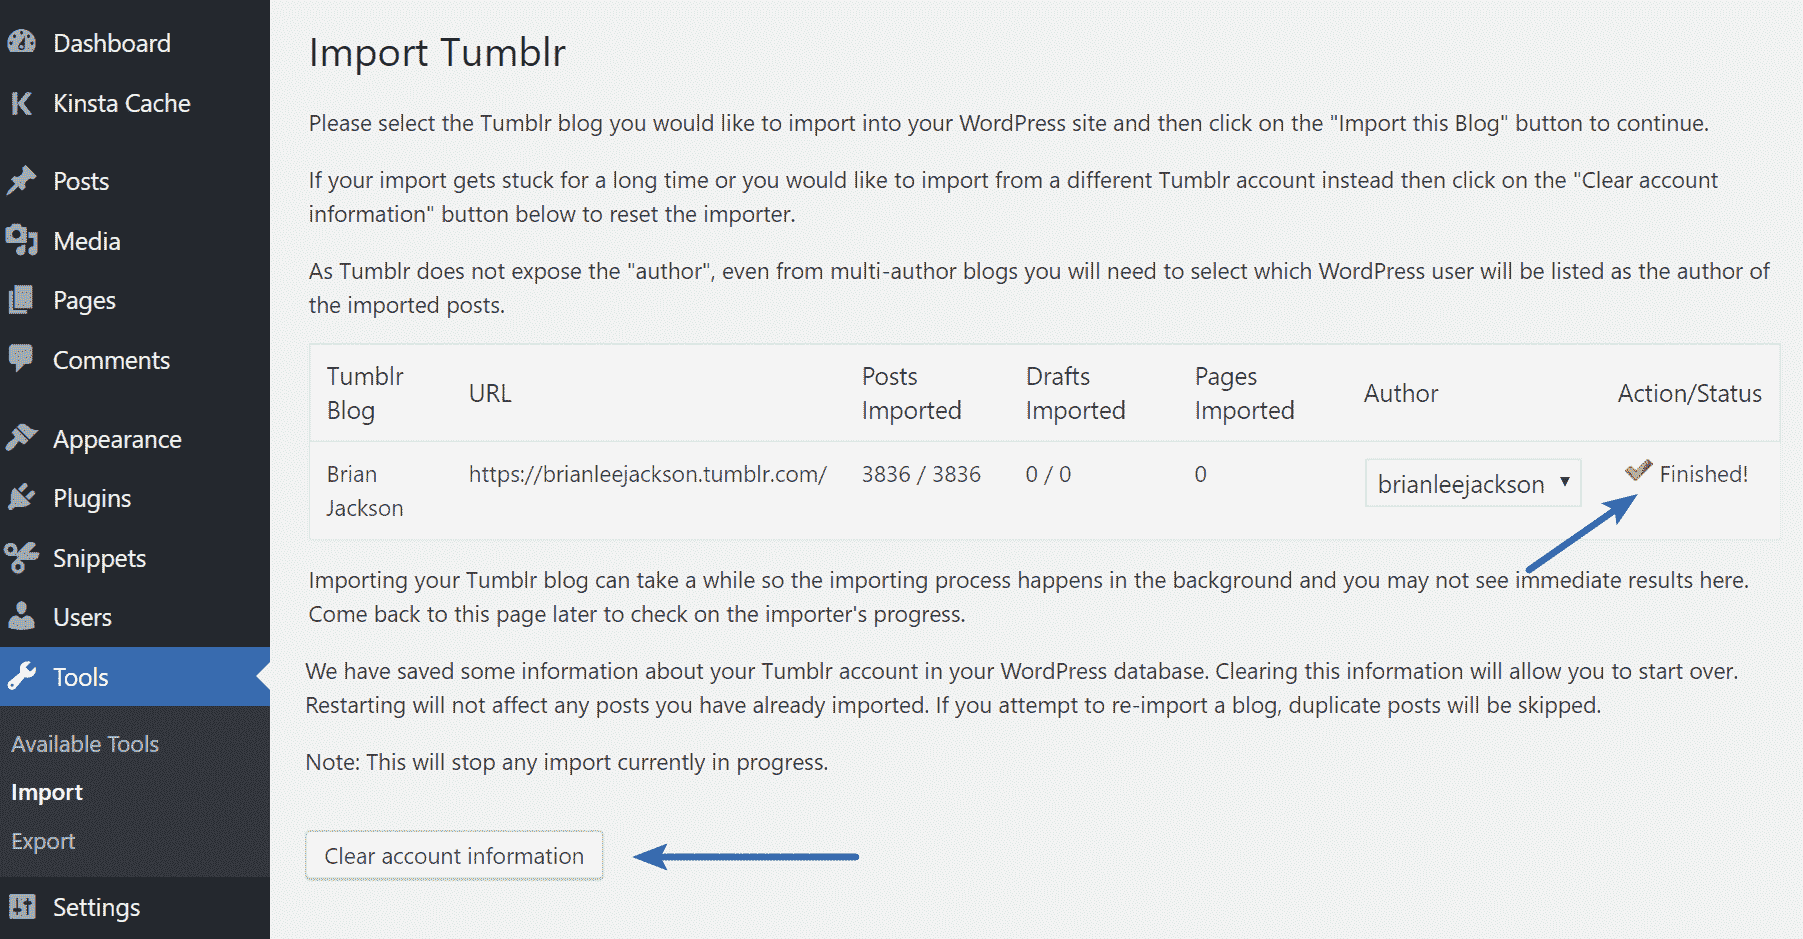 Dashboard
Kinsta Cache
Posts
Media
Pages
Comments
Appearance
Plugins
Snippets
Users
Tools
Available Tools
Import
Export
Settings
Import Tumblr
Please select the Tumblr blog you would like to import into your WordPress site and then click on the "Import this Blog" button to continue.
If your import gets stuck for a long time or you would like to import from a different Tumblr account instead then click on the "Clear account
information" button below to reset the importer.
As Tumblr does not expose the "author", even from multi-author blogs you will need to select which WordPress user will be listed as the author of
the imported posts.
Tumblr
Blog
URL
Posts
Imported
Drafts
Imported
Pages
Imported
Author
Action/Status
Brian
Jackson
https://brianleejackson.tumblr.com/
3836 / 3836
0 / 0
0
brianleejackson
Finished!
Importing your Tumblr blog can take a while so the importing process happens in the background and you may not see immediate results here.
Come back to this page later to check on the importer's progress.
We have saved some information about your Tumblr account in your WordPress database. Clearing this information will allow you to start over.
Restarting will not affect any posts you have already imported. If you attempt to re-import a blog, duplicate posts will be skipped.
Note: This will stop any import currently in progress.
Clear account information